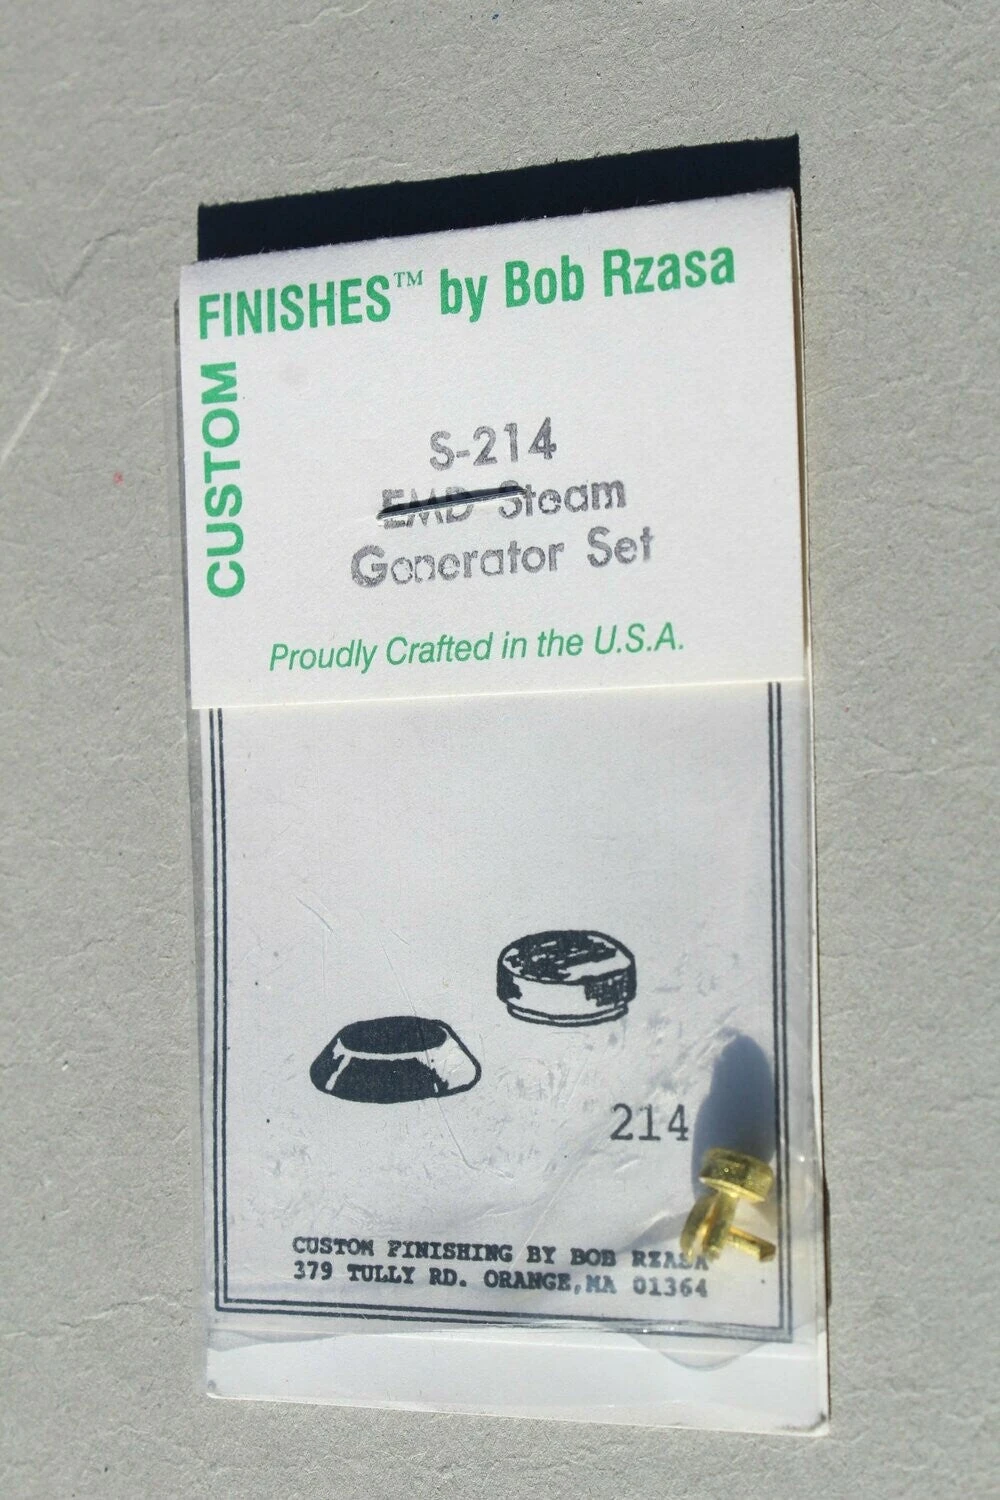 CUSTOM
FINISHES™ by Bob Rzasa
S-214
EMD Steam
Generator Set
Proudly Crafted in the U.S.A.
214
CUSTOM FINISHING BY BOB RZASA
379 TULLY RD. ORANGE,MA 01364